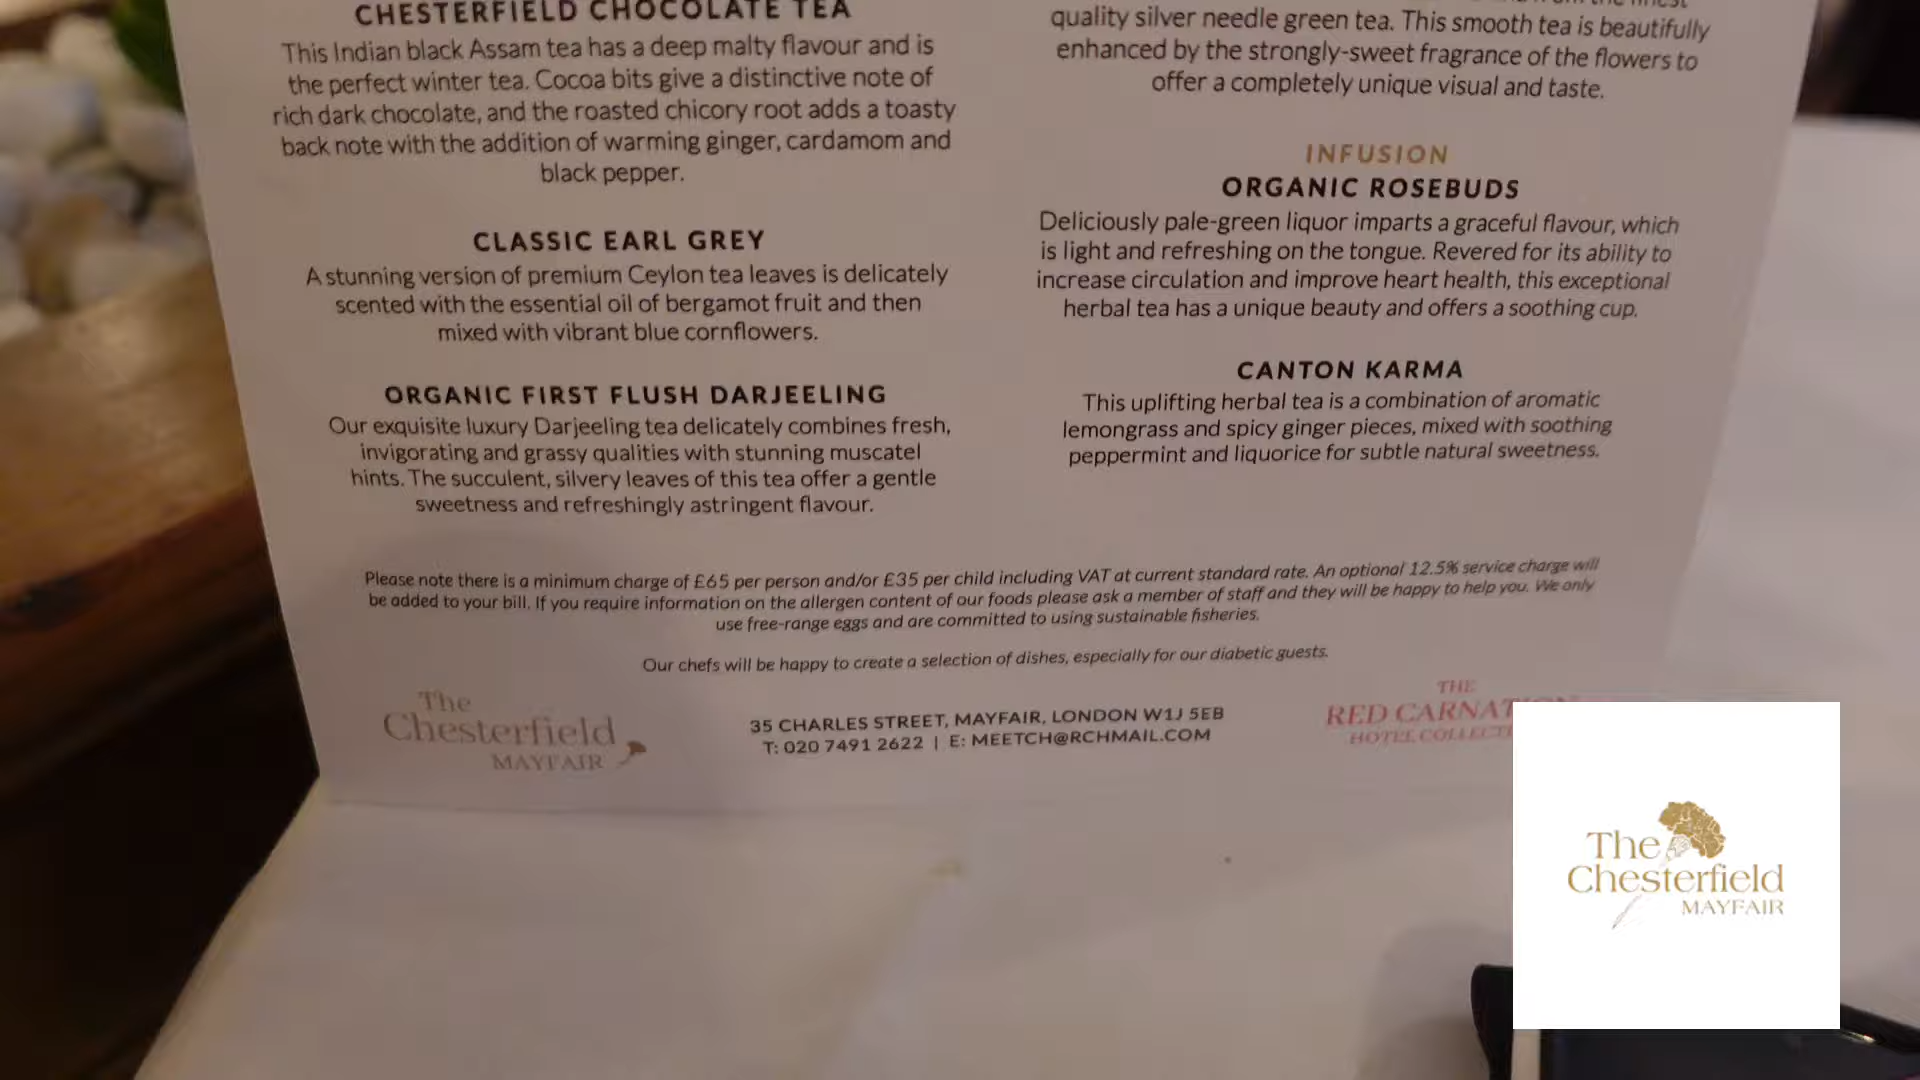 CHESTERFIELD CHOCOLATE TEA
This Indian black Assam tea has a deep malty flavour and is
the perfect winter tea. Cocoa bits give a distinctive note of
rich dark chocolate, and the roasted chicory root adds a toasty
back note with the addition of warming ginger, cardamom and
black pepper.
CLASSIC EARL GREY
A stunning version of premium Ceylon tea leaves is delicately
scented with the essential oil of bergamot fruit and then
mixed with vibrant blue cornflowers.
ORGANIC FIRST FLUSH DARJEELING
Our exquisite luxury Darjeeling tea delicately combines fresh,
invigorating and grassy qualities with stunning muscatel
hints. The succulent, silvery leaves of this tea offer a gentle
sweetness and refreshingly astringent flavour.
quality silver needle green tea. This smooth tea is beautifully
enhanced by the strongly-sweet fragrance of the flowers to
offer a completely unique visual and taste.
INFUSION
ORGANIC ROSEBUDS
Deliciously pale-green liquor imparts a graceful flavour, which
is light and refreshing on the tongue. Revered for its ability to
increase circulation and improve heart health, this exceptional
herbal tea has a unique beauty and offers a soothing cup.
CANTON KARMA
This uplifting herbal tea is a combination of aromatic
lemongrass and spicy ginger pieces, mixed with soothing
peppermint and liquorice for subtle natural sweetness.
Please note there is a minimum charge of £65 per person and/or £35 per child including VAT at current standard rate. An optional 12.5% service charge will
be added to your bill. If you require information on the allergen content of our foods please ask a member of staff and they will be happy to help you. We only
use free-range eggs and are committed to using sustainable fisheries.
Our chefs will be happy to create a selection of dishes, especially for our diabetic guests.
The
Chesterfield
MAYFAIR
35 CHARLES STREET, MAYFAIR, LONDON W1J 5EB
T: 020 7491 2622 | E: MEETCH@RCHMAIL.COM
THE
RED CARNATION
HOTEL COLLECT
The
Chesterfield
MAYFAIR